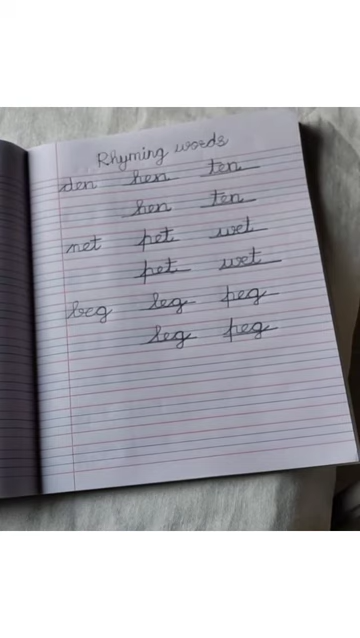 Rhyming words
den hen ten
hen ten
net pet wet
pet wet
beg leg peg
leg peg